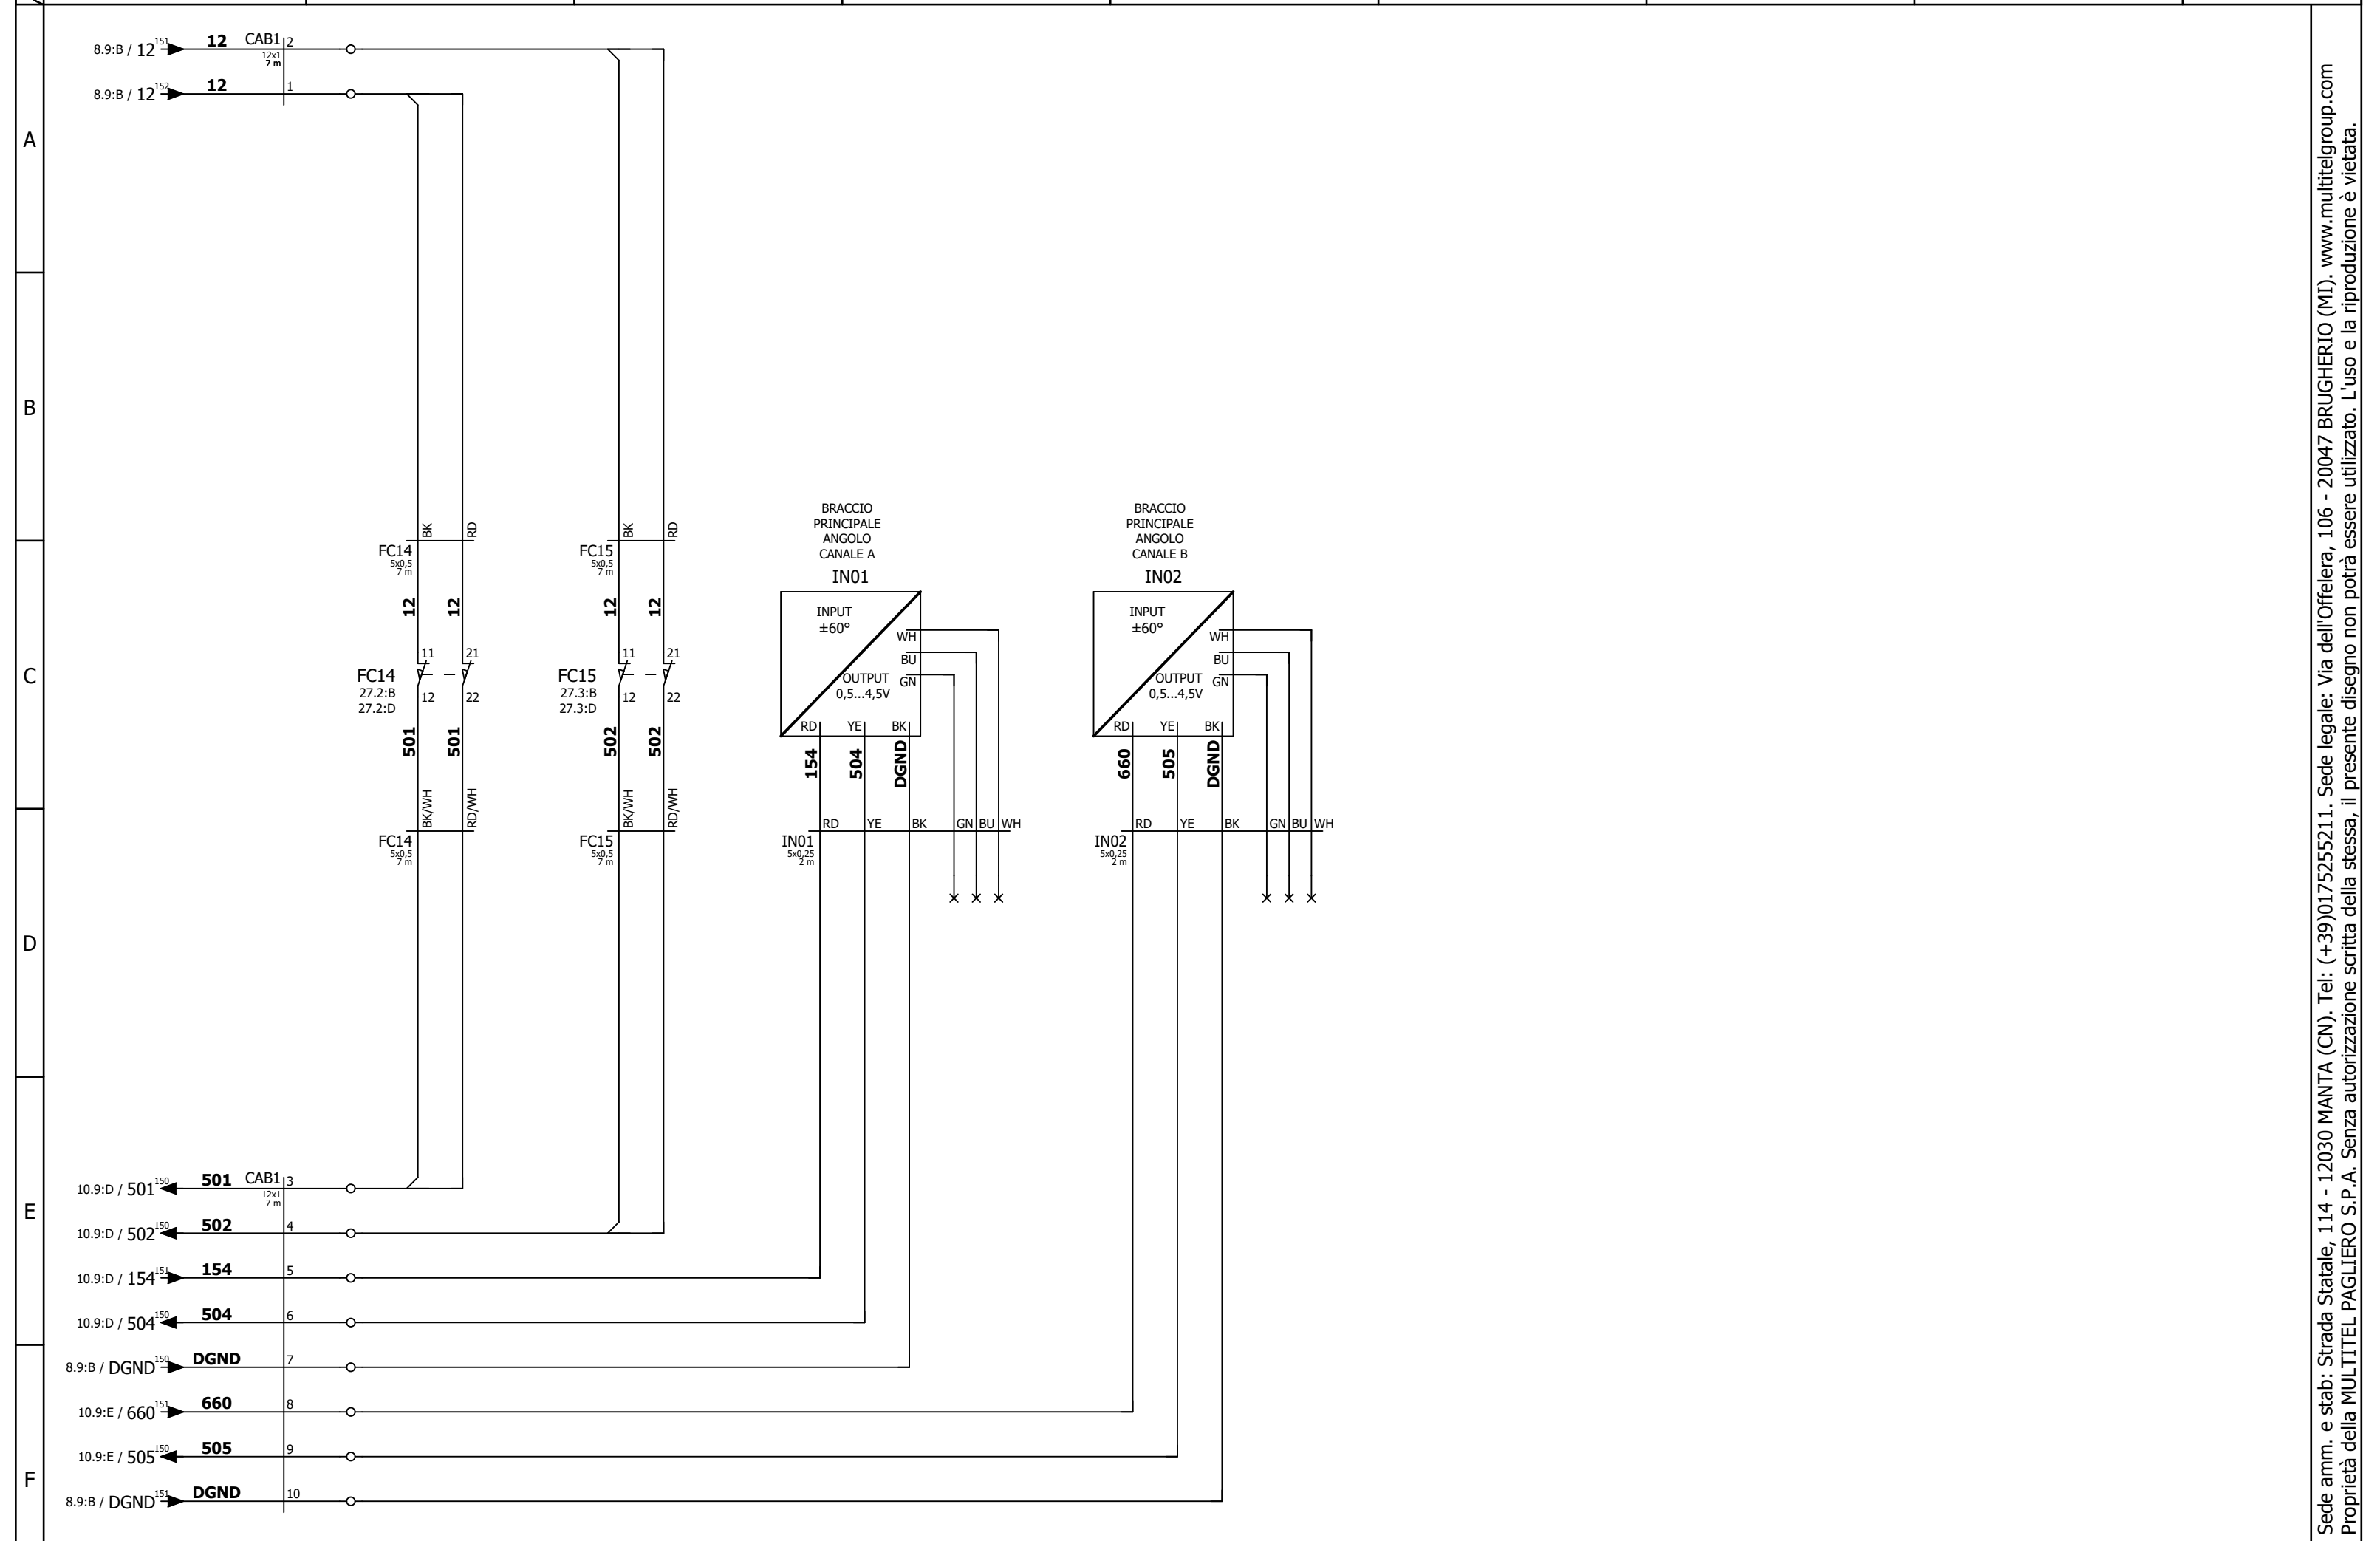 8.9:B / 12 151 12 CAB1 2
12x1
7 m
8.9:B / 12 152 12 1
A
B
C
D
E
F
BK RD
FC14
5x0,5
7 m
12 12
11 21
FC14
27.2:B
27.2:D
12 22
501 501
BK/WH RD/WH
FC14
5x0,5
7 m
BK RD
FC15
5x0,5
7 m
12 12
11 21
FC15
27.3:B
27.3:D
12 22
502 502
BK/WH RD/WH
FC15
5x0,5
7 m
BRACCIO
PRINCIPALE
ANGOLO
CANALE A
IN01
INPUT
±60°
WH
BU
GN
OUTPUT
0,5...4,5V
RD YE BK
154 504 DGND
RD YE BK GN BU WH
IN01
5x0,25
2 m
BRACCIO
PRINCIPALE
ANGOLO
CANALE B
IN02
INPUT
±60°
WH
BU
GN
OUTPUT
0,5...4,5V
RD YE BK
660 505 DGND
RD YE BK GN BU WH
IN02
5x0,25
2 m
10.9:D / 501 150 501 CAB1 3
12x1
7 m
10.9:D / 502 150 502 4
10.9:D / 154 151 154 5
10.9:D / 504 150 504 6
8.9:B / DGND 150 DGND 7
10.9:E / 660 151 660 8
10.9:E / 505 150 505 9
8.9:B / DGND 151 DGND 10
Sede amm. e stab: Strada Statale, 114 - 12030 MANTA (CN). Tel: (+39)0175255211. Sede legale: Via dell'Offelera, 106 - 20047 BRUGHERIO (MI). www.multitelgroup.com
Proprietà della MULTITEL PAGLIERO S.P.A. Senza autorizzazione scritta della stessa, il presente disegno non potrà essere utilizzato. L'uso e la riproduzione è vietata.